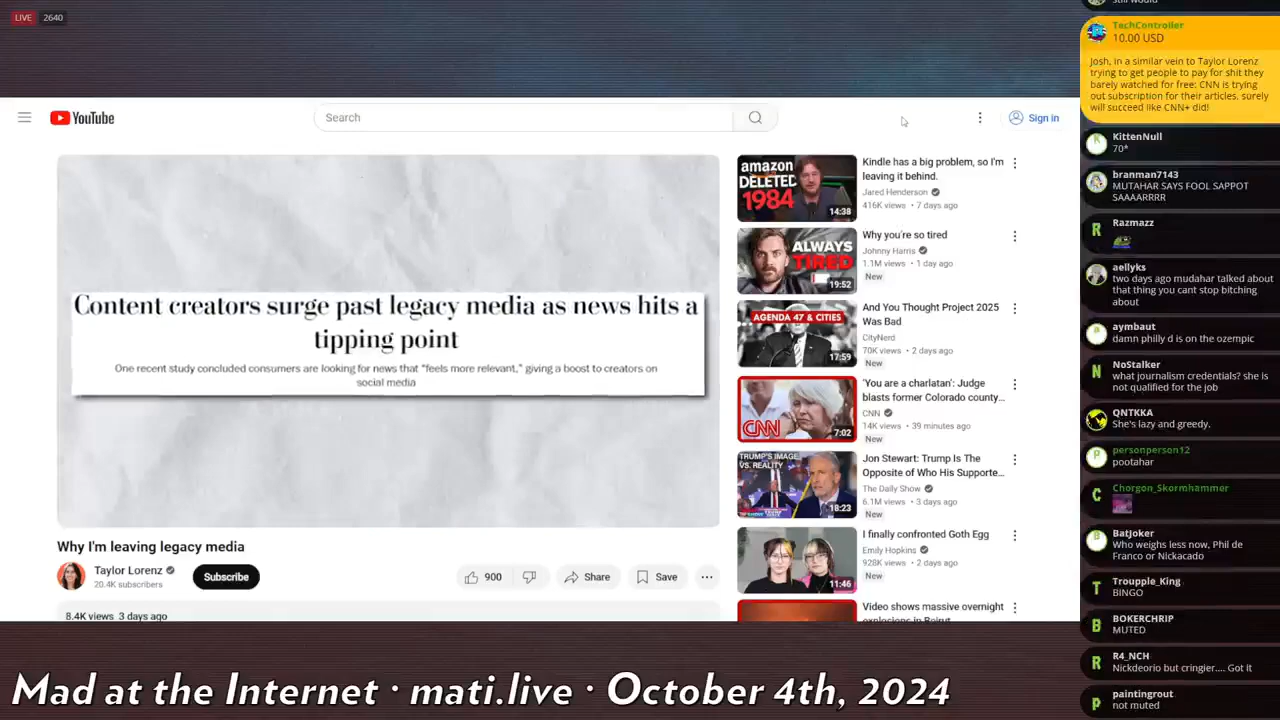 LIVE 2640
YouTube
Search
Sign in
Content creators surge past legacy media as news hits a
tipping point
One recent study concluded consumers are looking for news that “feels more relevant,” giving a boost to creators on
social media
Why I'm leaving legacy media
Taylor Lorenz
20.4K subscribers
Subscribe
900
Share
Save
8.4K views 3 days ago
amazon
DELETED
1984
14:38
Kindle has a big problem, so I'm
leaving it behind.
Jared Henderson
416K views • 7 days ago
ALWAYS
TIRED
19:52
Why you're so tired
Johnny Harris
1.1M views • 1 day ago
New
AGENDA 47 & CITIES
17:59
And You Thought Project 2025
Was Bad
CityNerd
70K views • 2 days ago
New
CNN
7:02
'You are a charlatan': Judge
blasts former Colorado county...
CNN
14K views • 39 minutes ago
New
TRUMP'S IMAGE
VS. REALITY
18:23
Jon Stewart: Trump Is The
Opposite of Who His Supporte...
The Daily Show
6.1M views • 3 days ago
New
11:46
I finally confronted Goth Egg
Emily Hopkins
928K views • 2 days ago
New
Video shows massive overnight
explosions in Beirut
TechController
10.00 USD
Josh, in a similar vein to Taylor Lorenz
trying to get people to pay for shit they
barely watched for free: CNN is trying
out subscription for their articles, surely
will succeed like CNN+ did!
KittenNull
70*
branman7143
MUTAHAR SAYS FOOL SAPPOT
SAAAARRRR
Razmazz
aellyks
two days ago mudahar talked about
that thing you cant stop bitching
about
aymbaut
damn philly d is on the ozempic
NoStalker
what journalism credentials? she is
not qualified for the job
QNTKKA
She's lazy and greedy.
personperson12
pootahar
Chorgon_Skormhammer
BatJoker
Who weighs less now, Phil de
Franco or Nickacado
Troupple_King
BINGO
BOKERCHRIP
MUTED
R4_NCH
Nickdeorio but cringier.... Got it
paintingrout
not muted
Mad at the Internet · mati.live · October 4th, 2024